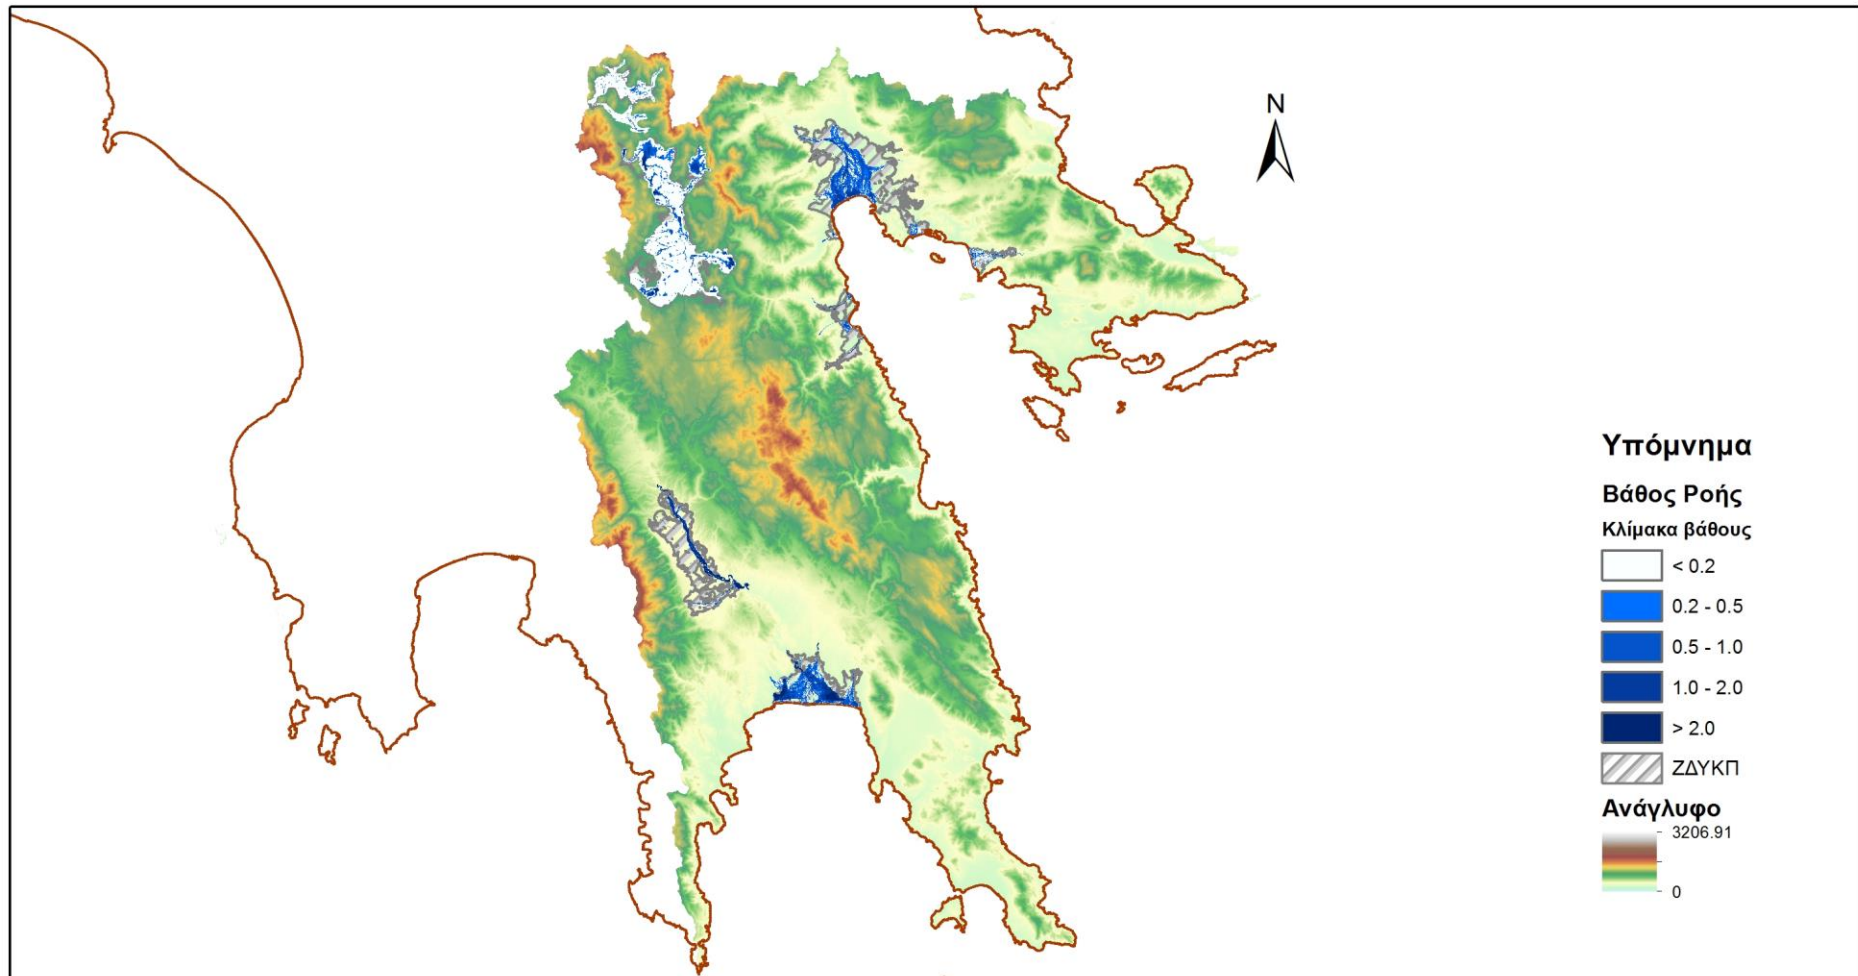 N
Υπόμνημα
Βάθος Ροής
Κλίμακα βάθους
< 0.2
0.2 - 0.5
0.5 - 1.0
1.0 - 2.0
> 2.0
ΖΔΥΚΠ
Ανάγλυφο
3206.91
0